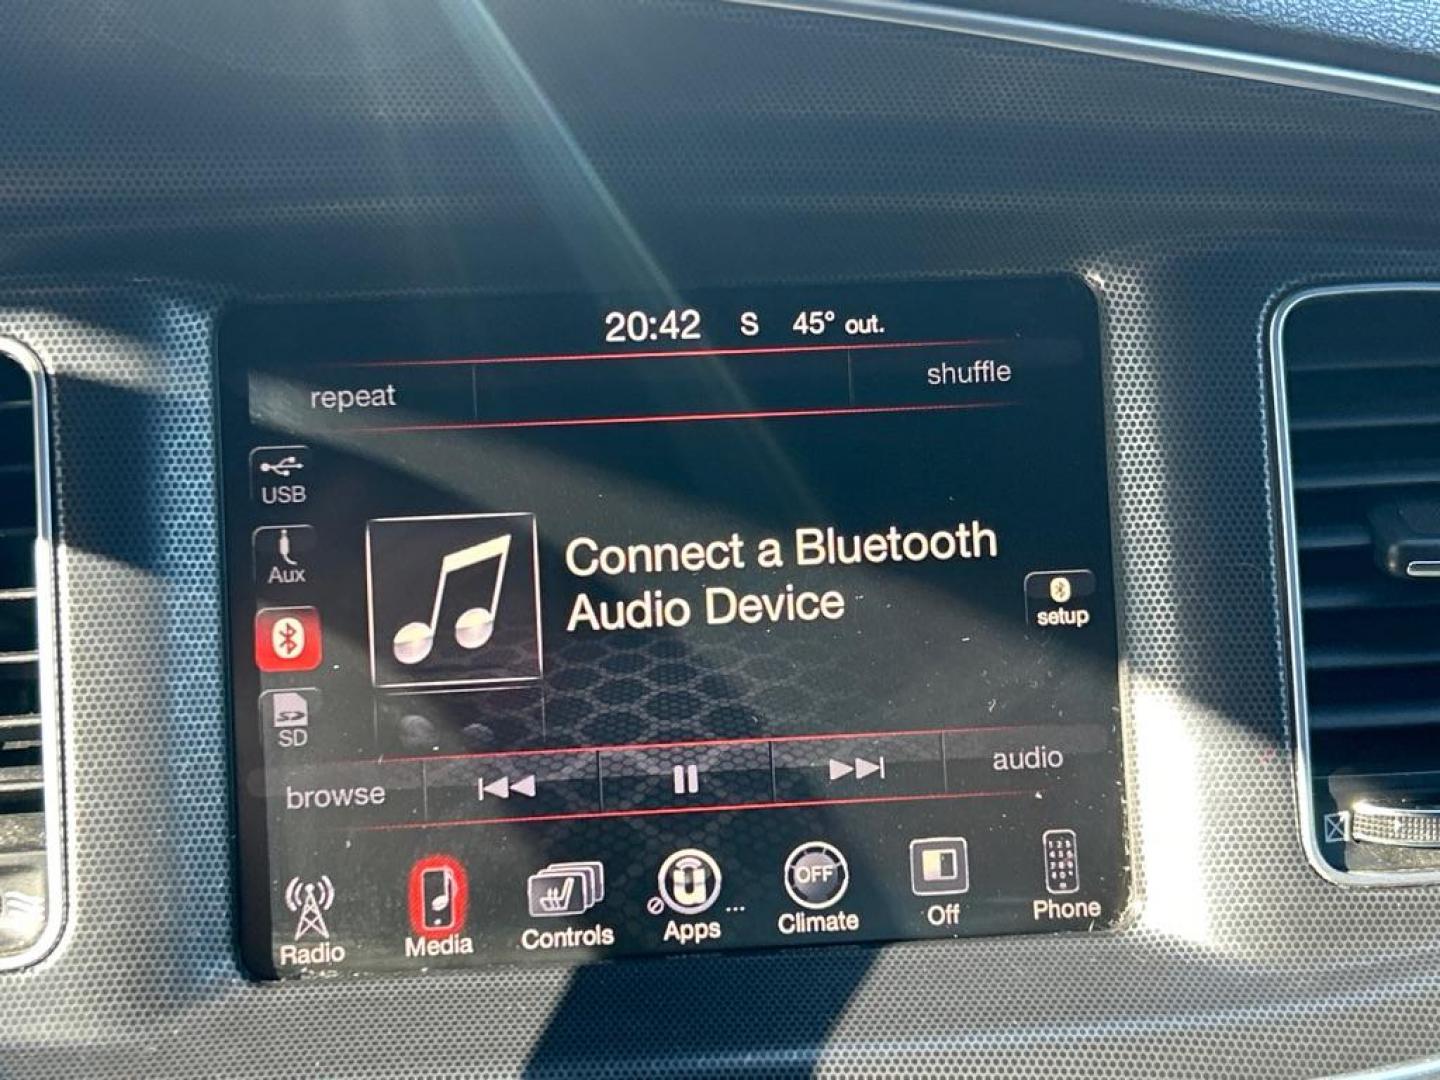 20:42 S 45° out.
repeat shuffle
USB
Aux
Connect a Bluetooth
Audio Device
setup
SD
browse audio
OFF
Radio Media Controls Apps ... Climate Off Phone